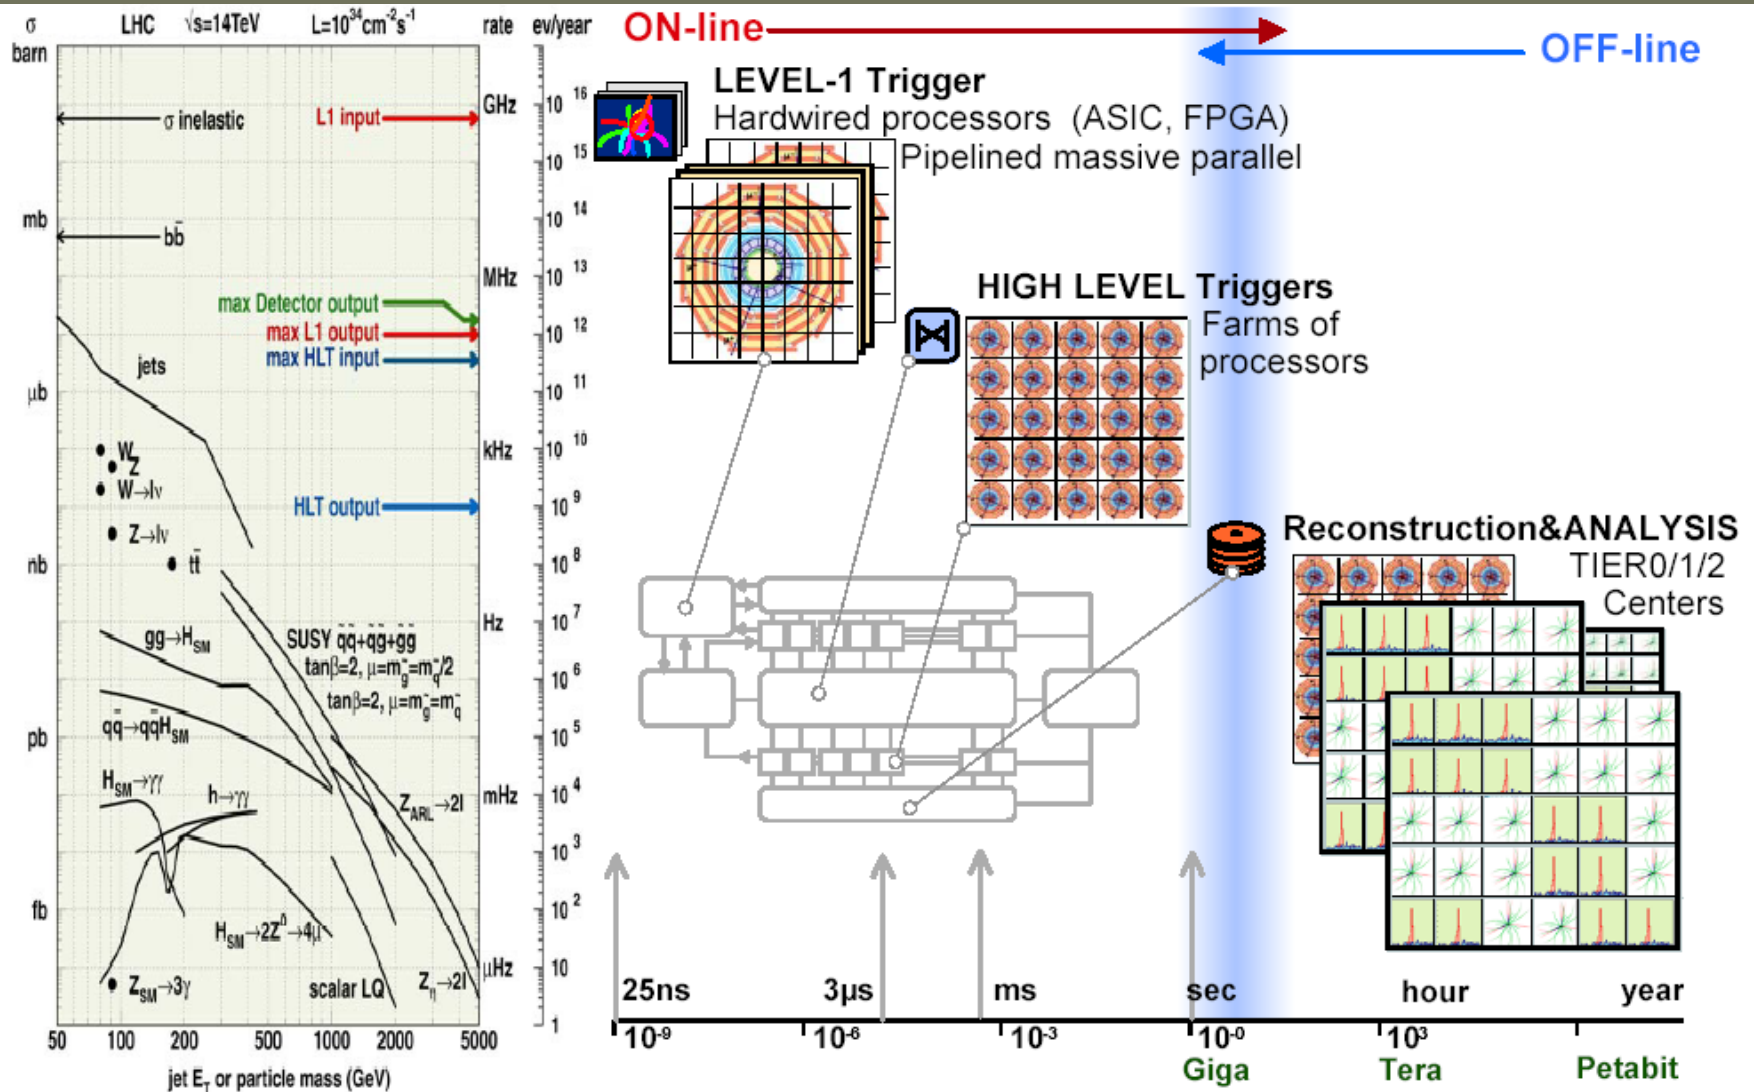 σ LHC √s=14TeV L=10³⁴cm⁻²s⁻¹ rate ev/year
barn
GHz
σ inelastic
L1 input
mb
bb̄
MHz
max Detector output
max L1 output
max HLT input
jets
μb
kHz
W
Z
W→lν
HLT output
Z→lν
nb
tt̄
Hz
gg→H_SM
SUSY q̃q̃+q̃g̃+g̃g̃
tanβ=2, μ=m_g̃=m_q̃/2
tanβ=2, μ=m_g̃=m_q̃
qq̄→qq̄H_SM
pb
H_SM→γγ
h→γγ
mHz
Z_ARL→2l
fb
H_SM→2Z⁰→4μ
μHz
Z_SM→3γ
scalar LQ
Z_η→2l
10¹⁶
10¹⁵
10¹⁴
10¹³
10¹²
10¹¹
10¹⁰
10⁹
10⁸
10⁷
10⁶
10⁵
10⁴
10³
10²
10
1
50 100 200 500 1000 2000 5000
jet E_T or particle mass (GeV)
ON-line
OFF-line
LEVEL-1 Trigger
Hardwired processors (ASIC, FPGA)
Pipelined massive parallel
HIGH LEVEL Triggers
Farms of
processors
Reconstruction&ANALYSIS
TIER0/1/2
Centers
25ns 3μs ms sec hour year
10⁻⁹ 10⁻⁶ 10⁻³ 10⁻⁰ 10³
Giga Tera Petabit